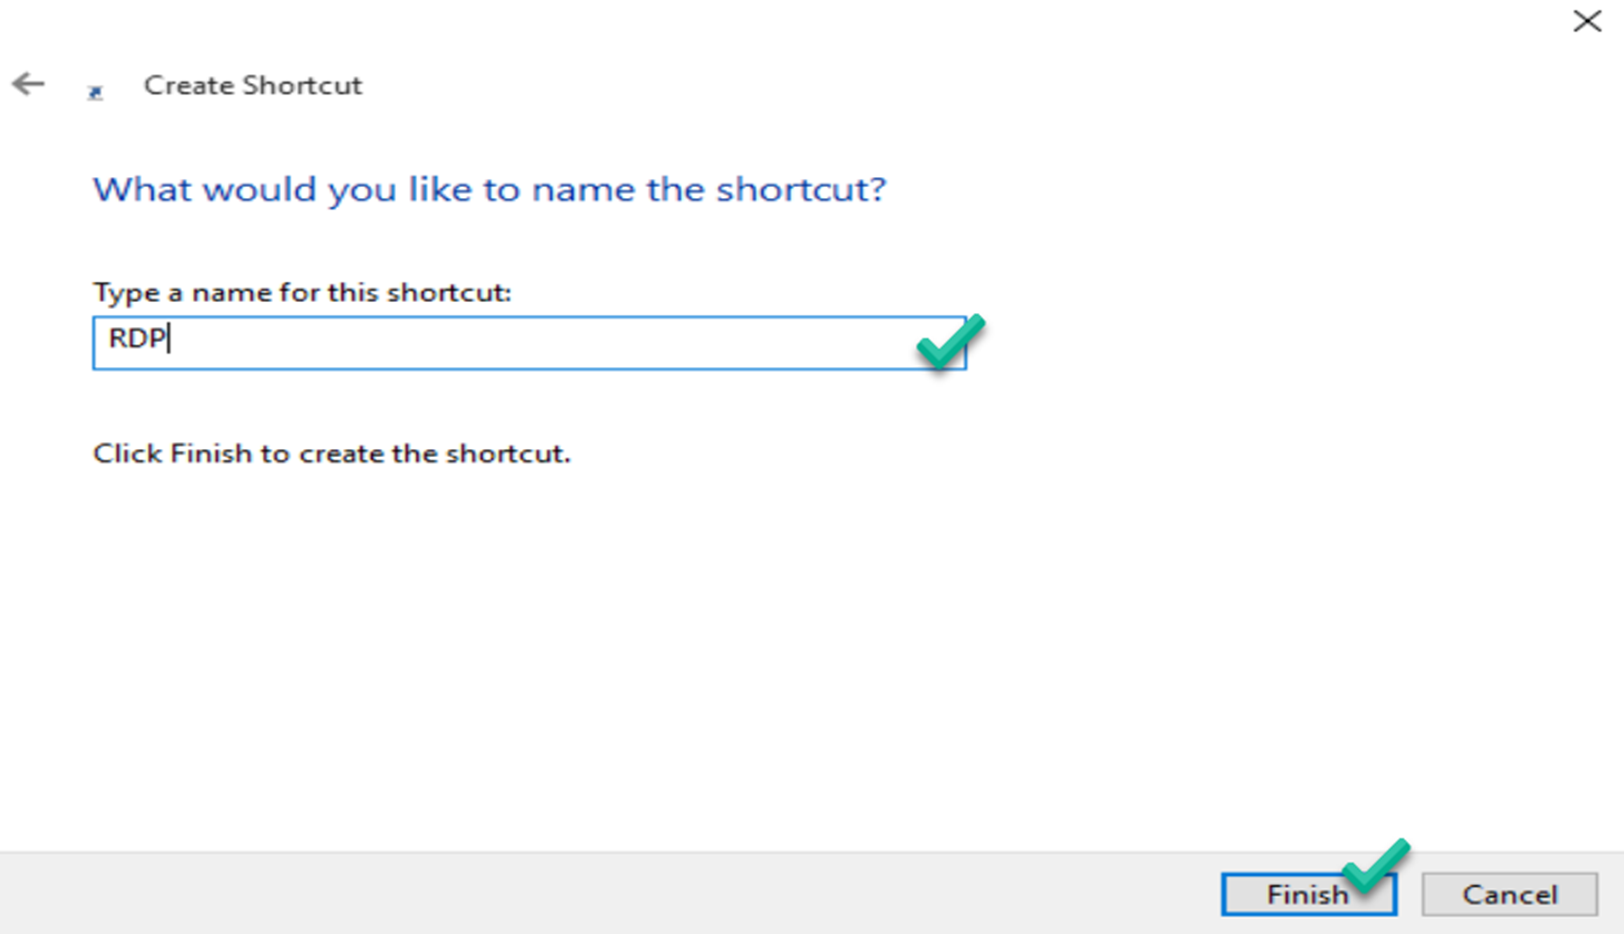 Create Shortcut
What would you like to name the shortcut?
Type a name for this shortcut:
RDP
Click Finish to create the shortcut.
Finish
Cancel